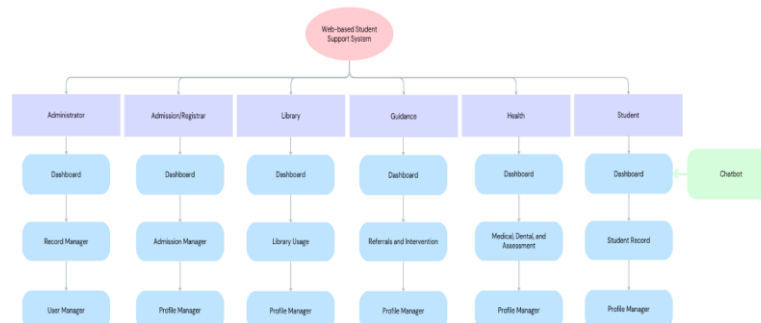 Web-based Student
Support System
Administrator
Admission/Registrar
Library
Guidance
Health
Student
Dashboard
Dashboard
Dashboard
Dashboard
Dashboard
Dashboard
Chatbot
Record Manager
Admission Manager
Library Usage
Referrals and Intervention
Medical, Dental, and
Assessment
Student Record
User Manager
Profile Manager
Profile Manager
Profile Manager
Profile Manager
Profile Manager